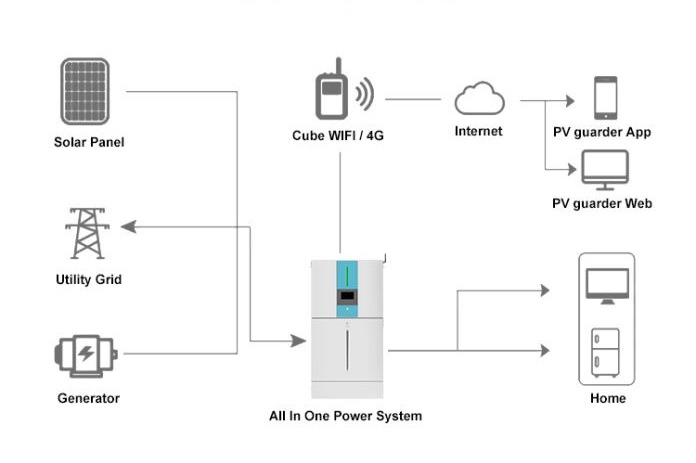 Solar Panel
Cube WIFI / 4G
Internet
PV guarder App
PV guarder Web
Utility Grid
Generator
All In One Power System
Home